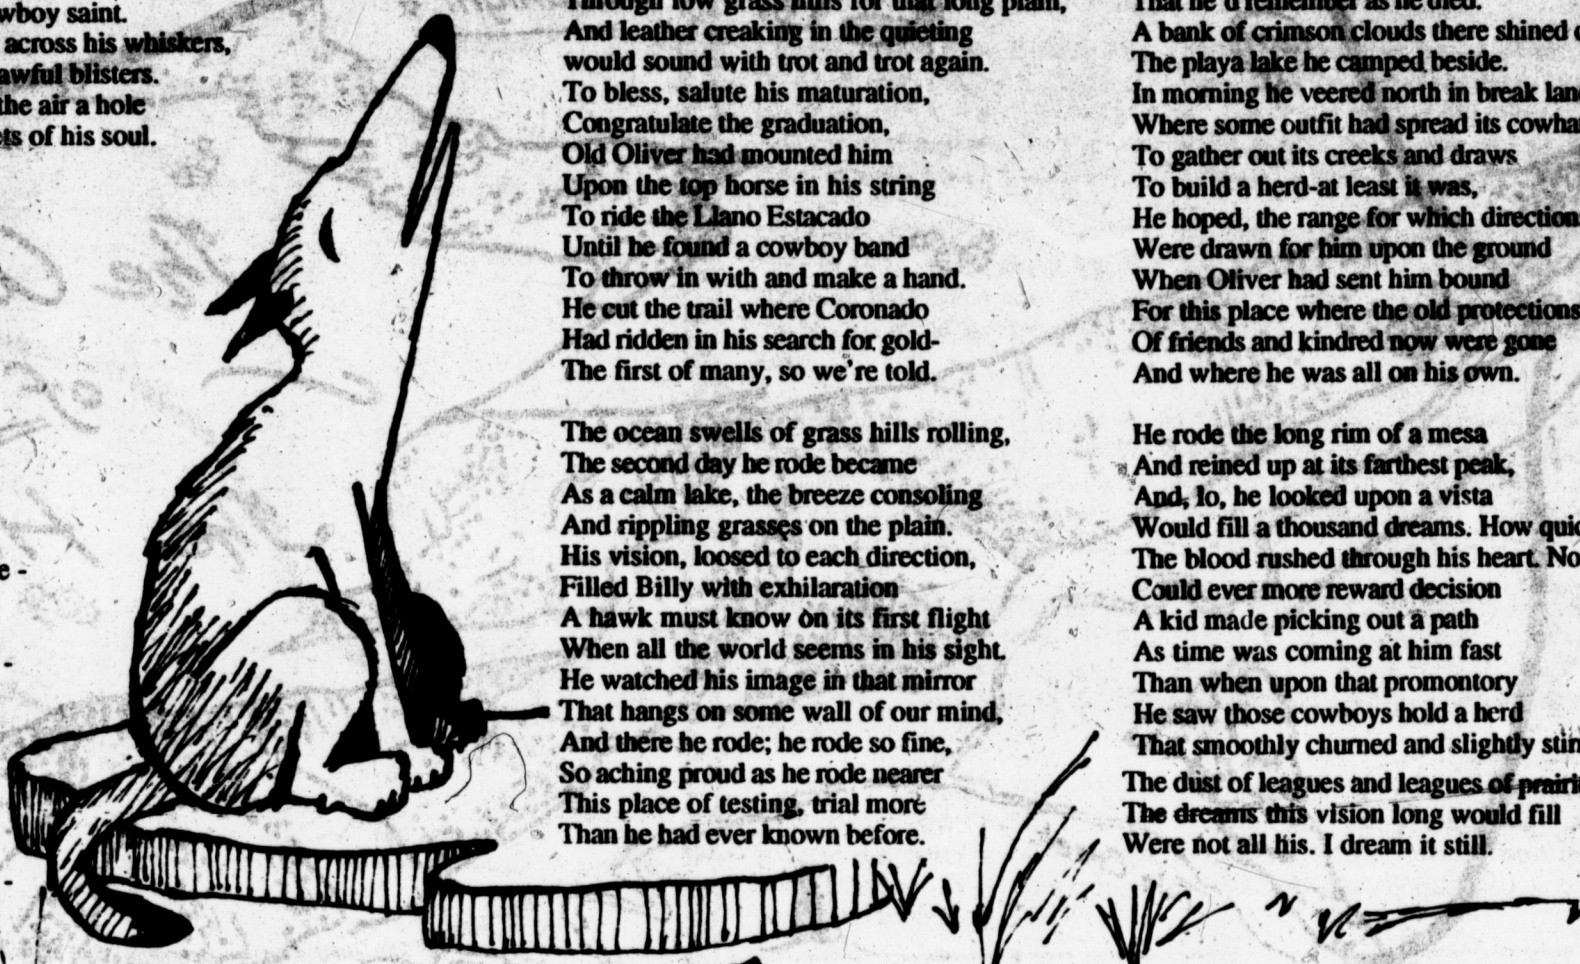 wboy saint.
across his whiskers,
awful blisters.
the air a hole
ts of his soul.
e -
-
-
Through low grass hills for that long plain,
And leather creaking in the quieting
would sound with trot and trot again.
To bless, salute his maturation,
Congratulate the graduation,
Old Oliver had mounted him
Upon the top horse in his string
To ride the Llano Estacado
Until he found a cowboy band
To throw in with and make a hand.
He cut the trail where Coronado
Had ridden in his search for gold-
The first of many, so we're told.

The ocean swells of grass hills rolling,
The second day he rode became
As a calm lake, the breeze consoling
And rippling grasses on the plain.
His vision, loosed to each direction,
Filled Billy with exhilaration
A hawk must know on its first flight
When all the world seems in his sight.
He watched his image in that mirror
That hangs on some wall of our mind,
And there he rode; he rode so fine,
So aching proud as he rode nearer
This place of testing, trial more
Than he had ever known before.

That he'd remember as he died.
A bank of crimson clouds there shined
The playa lake he camped beside.
In morning he veered north in break lan
Where some outfit had spread its cowha
To gather out its creeks and draws
To build a herd-at least it was,
He hoped, the range for which direction
Were drawn for him upon the ground
When Oliver had sent him bound
For this place where the old protections
Of friends and kindred now were gone
And where he was all on his own.

He rode the long rim of a mesa
And reined up at its farthest peak,
And, lo, he looked upon a vista
Would fill a thousand dreams. How quic
The blood rushed through his heart. No
Could ever more reward decision
A kid made picking out a path
As time was coming at him fast
Than when upon that promontory
He saw those cowboys hold a herd
That smoothly churned and slightly stir
The dust of leagues and leagues of prairi
The dreams this vision long would fill
Were not all his. I dream it still.